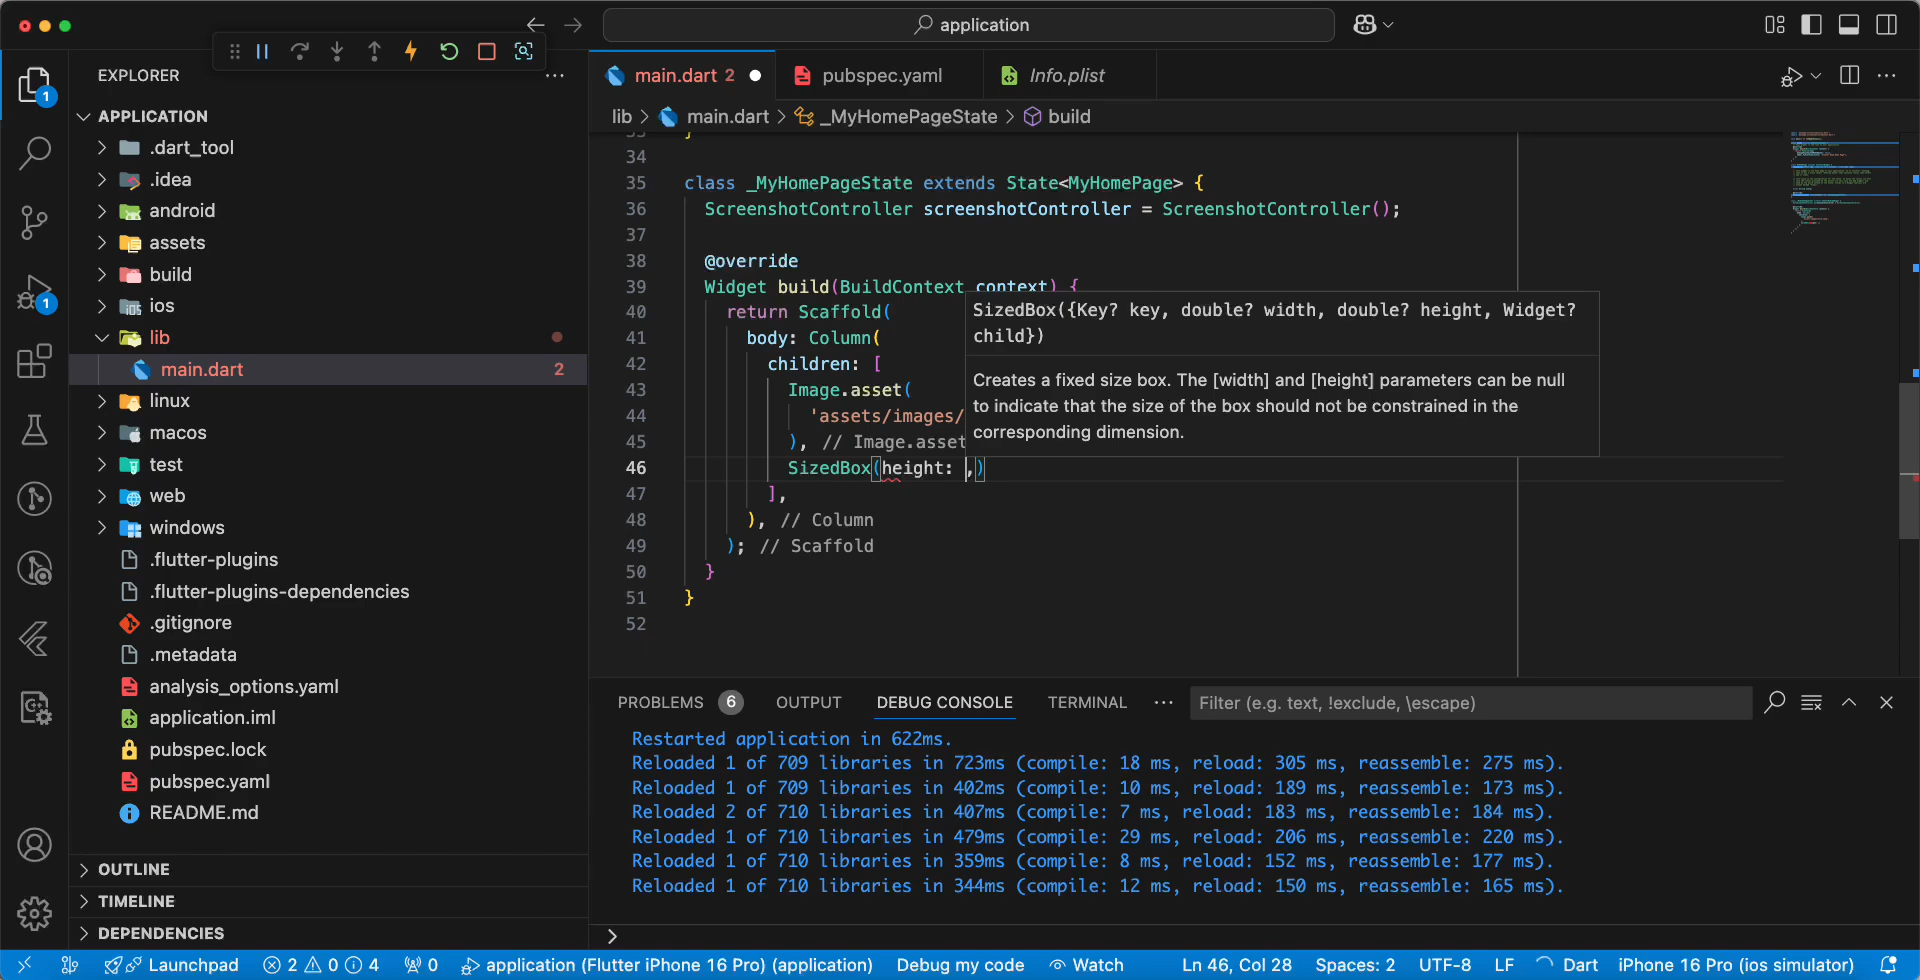 application
EXPLORER
main.dart 2
pubspec.yaml
Info.plist
1
lib > main.dart > _MyHomePageState > build
APPLICATION
.dart_tool
.idea
android
assets
build
ios
lib
main.dart 2
linux
macos
test
web
windows
.flutter-plugins
.flutter-plugins-dependencies
.gitignore
.metadata
analysis_options.yaml
application.iml
pubspec.lock
pubspec.yaml
README.md
OUTLINE
TIMELINE
DEPENDENCIES
1
33 }
34
35 class _MyHomePageState extends State<MyHomePage> {
36 ScreenshotController screenshotController = ScreenshotController();
37
38 @override
39 Widget build(BuildContext context) {
40 return Scaffold(
41 body: Column(
42 children: [
43 Image.asset(
44 'assets/images/
45 ), // Image.asset
46 SizedBox(height: ,)
47 ],
48 ), // Column
49 ); // Scaffold
50 }
51 }
52
SizedBox({Key? key, double? width, double? height, Widget?
child})
Creates a fixed size box. The [width] and [height] parameters can be null
to indicate that the size of the box should not be constrained in the
corresponding dimension.
PROBLEMS 6 OUTPUT DEBUG CONSOLE TERMINAL ··· Filter (e.g. text, !exclude, \escape)
Restarted application in 622ms.
Reloaded 1 of 709 libraries in 723ms (compile: 18 ms, reload: 305 ms, reassemble: 275 ms).
Reloaded 1 of 709 libraries in 402ms (compile: 10 ms, reload: 189 ms, reassemble: 173 ms).
Reloaded 2 of 710 libraries in 407ms (compile: 7 ms, reload: 183 ms, reassemble: 184 ms).
Reloaded 1 of 710 libraries in 479ms (compile: 29 ms, reload: 206 ms, reassemble: 220 ms).
Reloaded 1 of 710 libraries in 359ms (compile: 8 ms, reload: 152 ms, reassemble: 177 ms).
Reloaded 1 of 710 libraries in 344ms (compile: 12 ms, reload: 150 ms, reassemble: 165 ms).
>
Launchpad 2 0 4 0 application (Flutter iPhone 16 Pro) (application) Debug my code Watch Ln 46, Col 28 Spaces: 2 UTF-8 LF Dart iPhone 16 Pro (ios simulator)